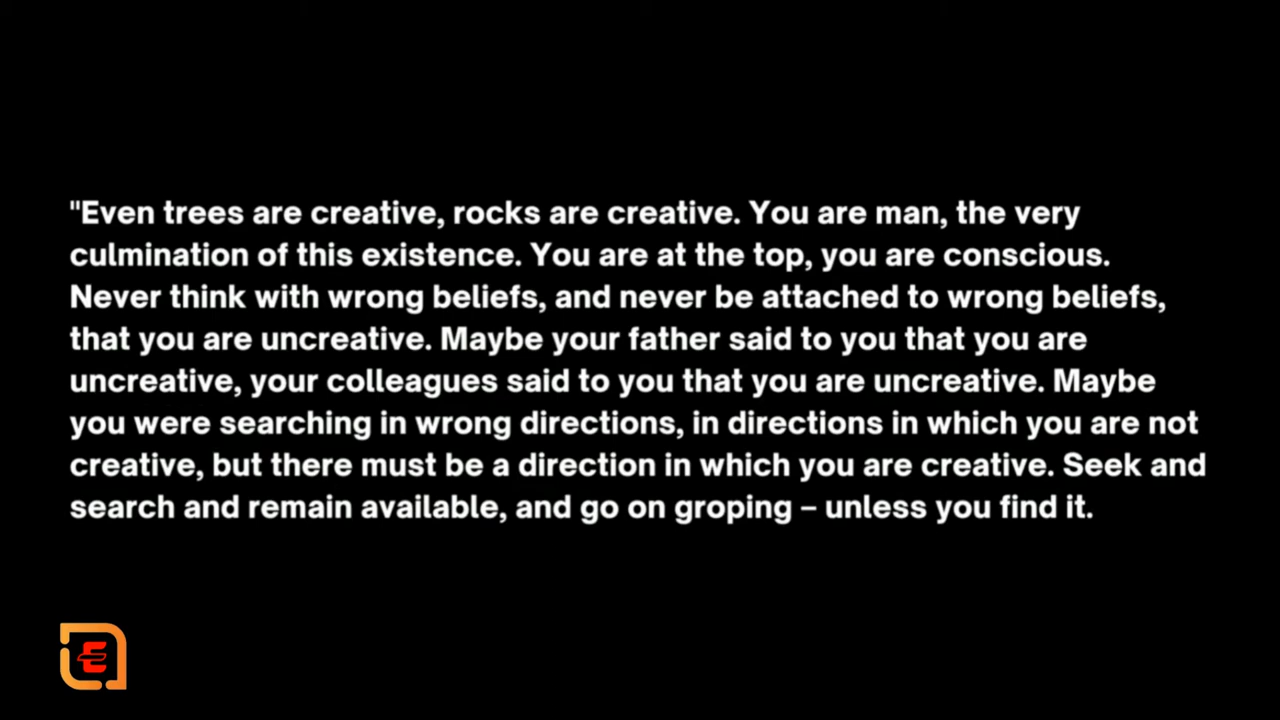 "Even trees are creative, rocks are creative. You are man, the very
culmination of this existence. You are at the top, you are conscious.
Never think with wrong beliefs, and never be attached to wrong beliefs,
that you are uncreative. Maybe your father said to you that you are
uncreative, your colleagues said to you that you are uncreative. Maybe
you were searching in wrong directions, in directions in which you are not
creative, but there must be a direction in which you are creative. Seek and
search and remain available, and go on groping – unless you find it.
E